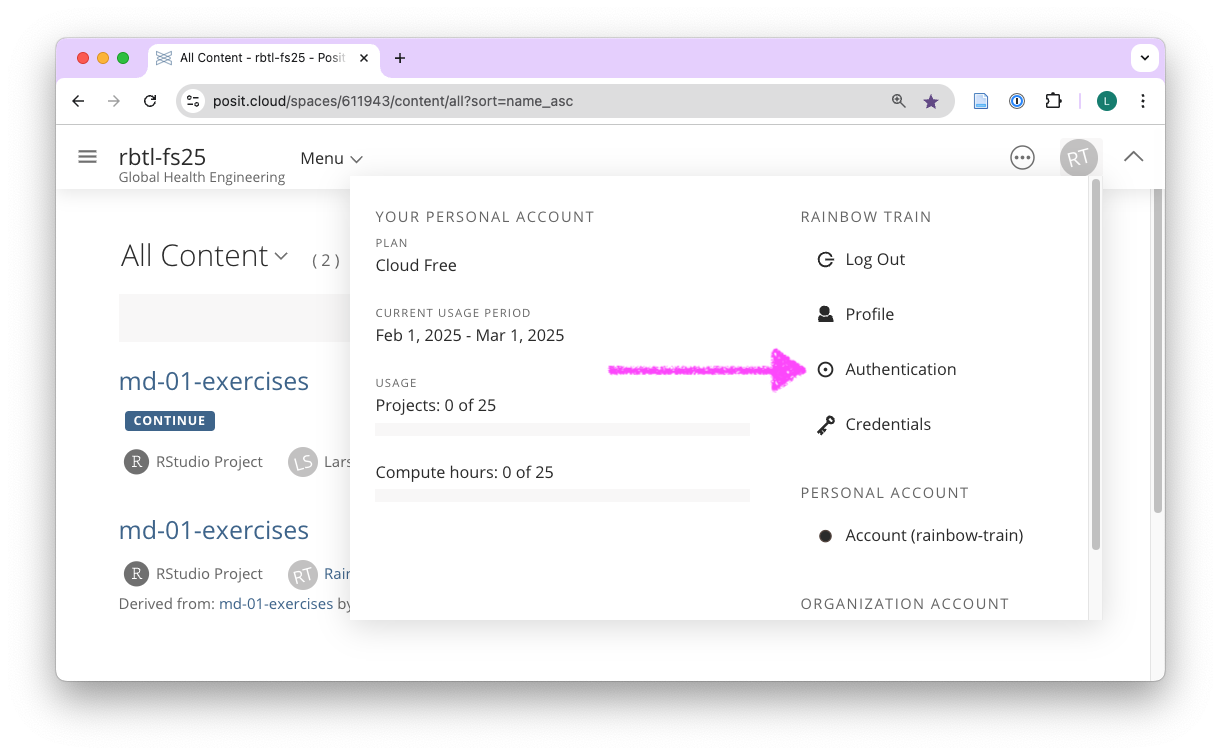 All Content - rbtl-fs25 - Posit
posit.cloud/spaces/611943/content/all?sort=name_asc
L
rbtl-fs25
Global Health Engineering
Menu
RT
All Content (2)
md-01-exercises
CONTINUE
R RStudio Project LS Lars
md-01-exercises
R RStudio Project RT Rain
Derived from: md-01-exercises by
YOUR PERSONAL ACCOUNT
PLAN
Cloud Free
CURRENT USAGE PERIOD
Feb 1, 2025 - Mar 1, 2025
USAGE
Projects: 0 of 25
Compute hours: 0 of 25
RAINBOW TRAIN
Log Out
Profile
Authentication
Credentials
PERSONAL ACCOUNT
Account (rainbow-train)
ORGANIZATION ACCOUNT